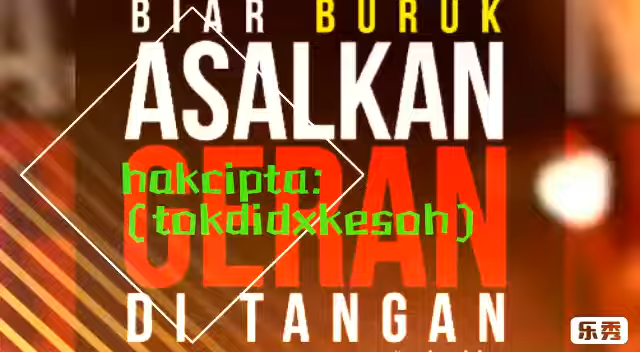 BIAR BURUK
ASALKAN
GERAN
hakcipta:
(tokdidxkesoh)
DI TANGAN
乐秀